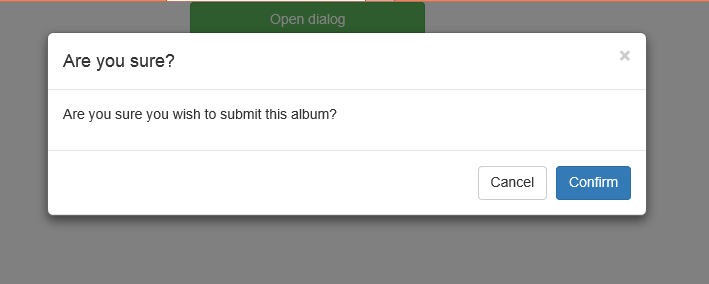 Open dialog
Are you sure?
×
Are you sure you wish to submit this album?
Cancel Confirm